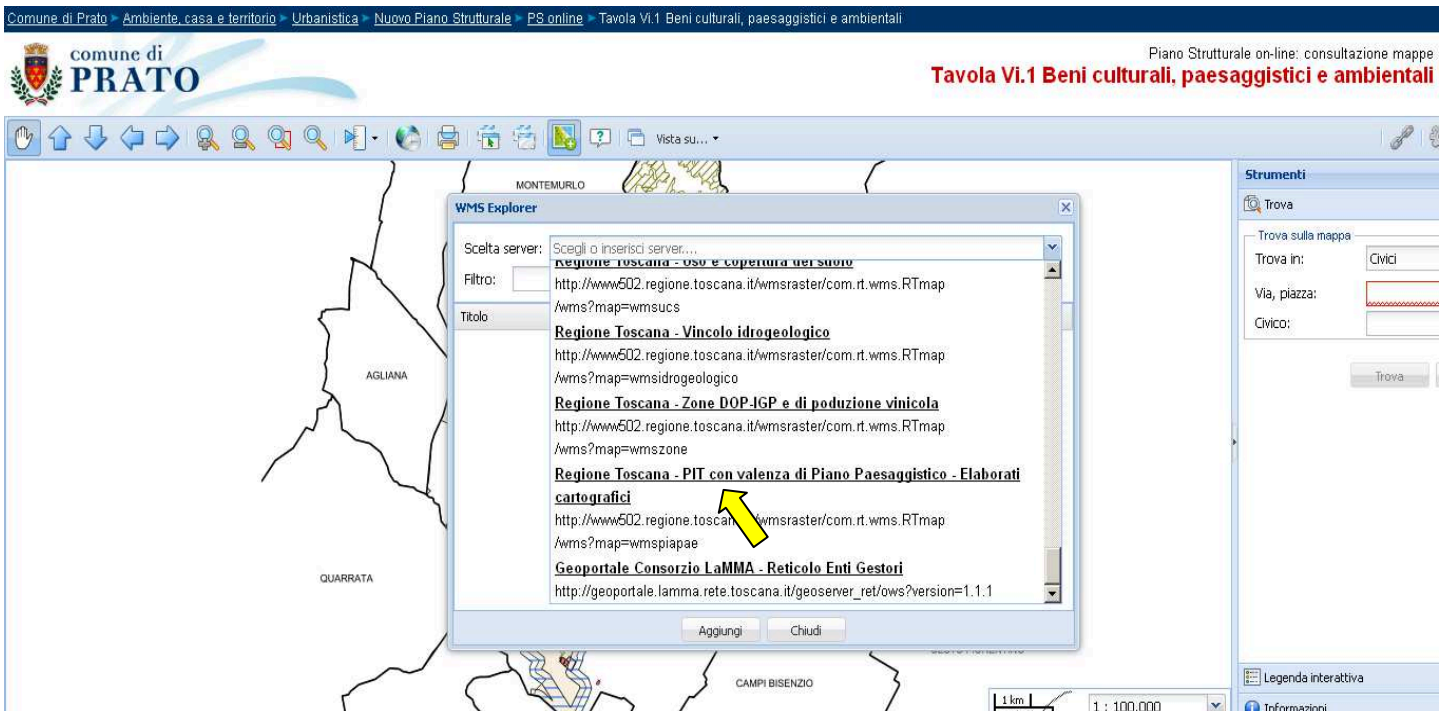 Comune di Prato ▸ Ambiente, casa e territorio ▸ Urbanistica ▸ Nuovo Piano Strutturale ▸ PS online ▸ Tavola Vi.1 Beni culturali, paesaggistici e ambientali
comune di
PRATO
Piano Strutturale on-line: consultazione mappe
Tavola Vi.1 Beni culturali, paesaggistici e ambientali
Vista su...
MONTEMURLO
AGLIANA
QUARRATA
CAMPI BISENZIO
WMS Explorer
Scelta server: Scegli o inserisci server....
Filtro:
Titolo
Regione Toscana - Uso e copertura del suolo
http://www502.regione.toscana.it/wmsraster/com.rt.wms.RTmap
/wms?map=wmsucs
Regione Toscana - Vincolo idrogeologico
http://www502.regione.toscana.it/wmsraster/com.rt.wms.RTmap
/wms?map=wmsidrogeologico
Regione Toscana - Zone DOP-IGP e di poduzione vinicola
http://www502.regione.toscana.it/wmsraster/com.rt.wms.RTmap
/wms?map=wmszone
Regione Toscana - PIT con valenza di Piano Paesaggistico - Elaborati
cartografici
http://www502.regione.toscan wmsraster/com.rt.wms.RTmap
/wms?map=wmspiapae
Geoportale Consorzio LaMMA - Reticolo Enti Gestori
http://geoportale.lamma.rete.toscana.it/geoserver_ret/ows?version=1.1.1
Aggiungi Chiudi
1 km
1 : 100.000
Strumenti
Trova
Trova sulla mappa
Trova in: Civici
Via, piazza:
Civico:
Trova
Legenda interattiva
Informazioni